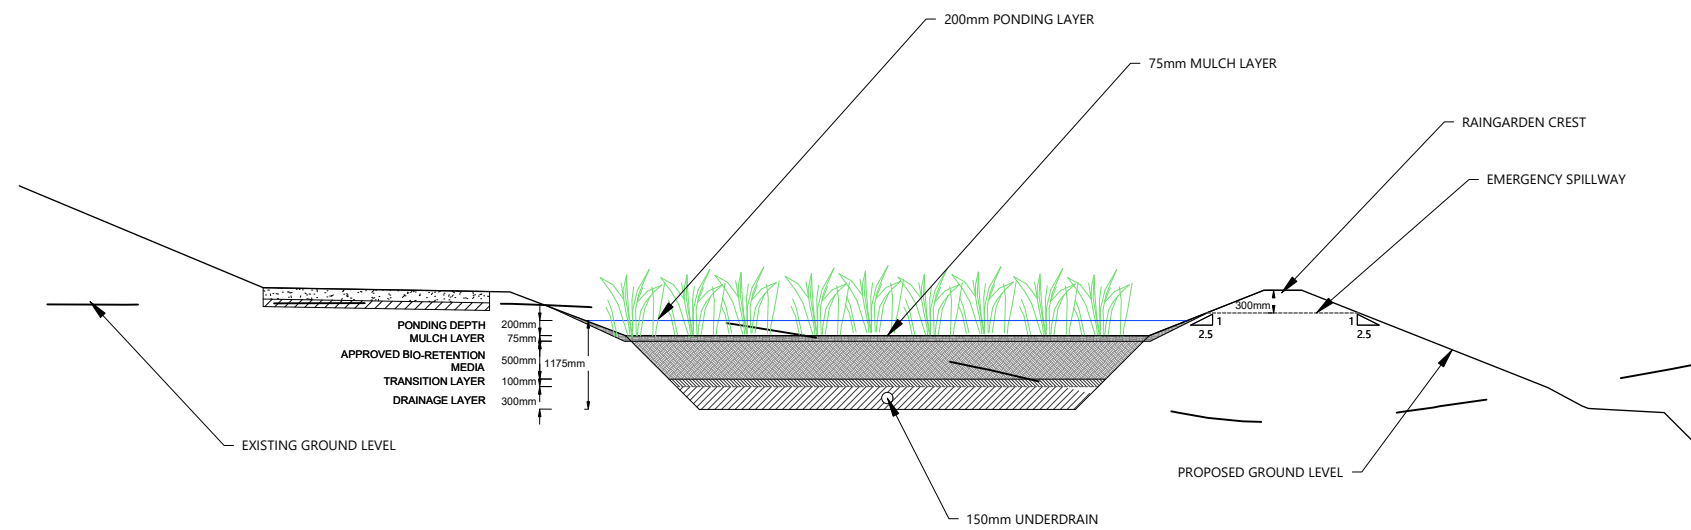 200mm PONDING LAYER
75mm MULCH LAYER
RAINGARDEN CREST
EMERGENCY SPILLWAY
300mm
1
2.5
1
2.5
PONDING DEPTH 200mm
MULCH LAYER 75mm
APPROVED BIO-RETENTION
MEDIA
500mm
1175mm
TRANSITION LAYER 100mm
DRAINAGE LAYER 300mm
EXISTING GROUND LEVEL
PROPOSED GROUND LEVEL
150mm UNDERDRAIN